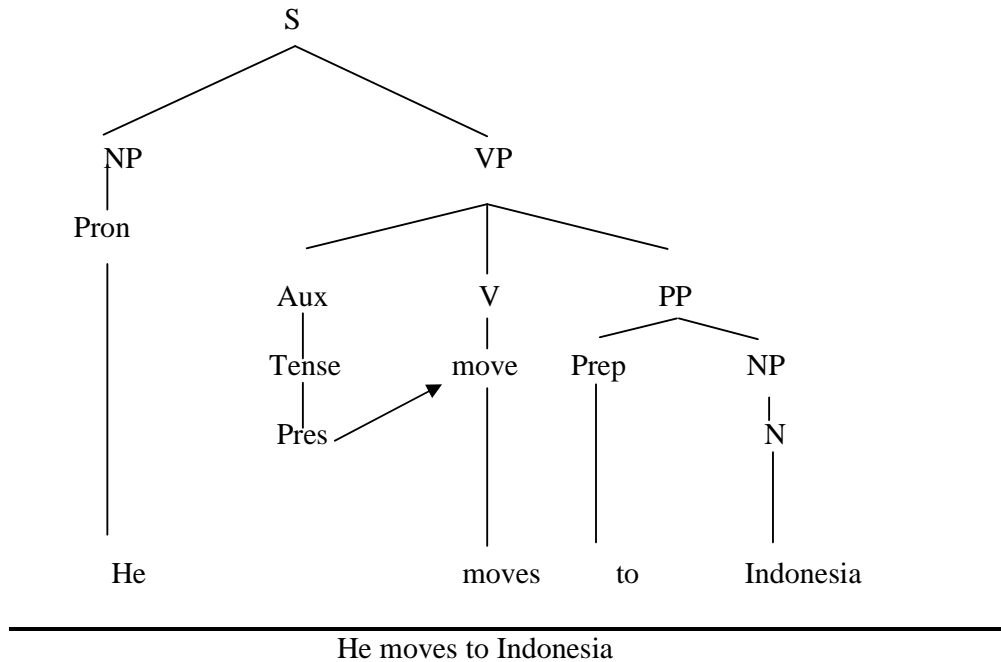 S
NP VP
Pron
Aux V PP
Tense move Prep NP
Pres N
He moves to Indonesia
He moves to Indonesia